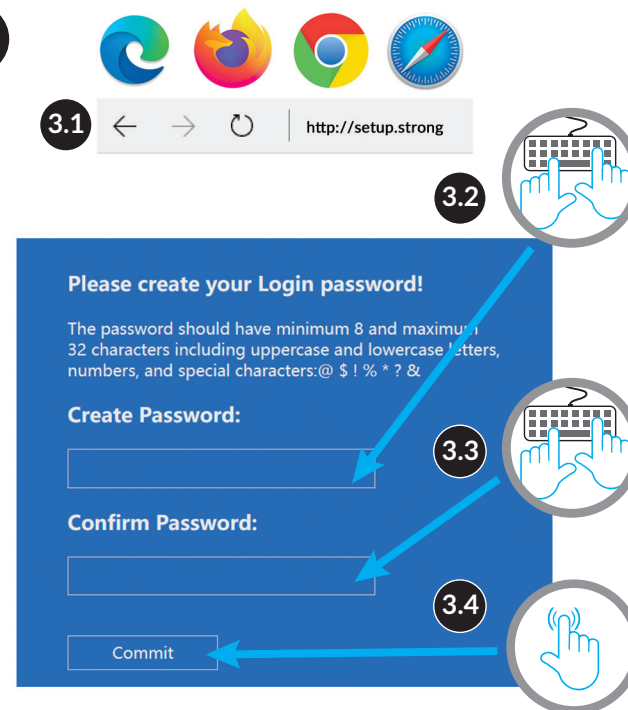 3.1
http://setup.strong
3.2
Please create your Login password!
The password should have minimum 8 and maximum
32 characters including uppercase and lowercase letters,
numbers, and special characters:@ $ ! % * ? &
Create Password:
3.3
Confirm Password:
3.4
Commit